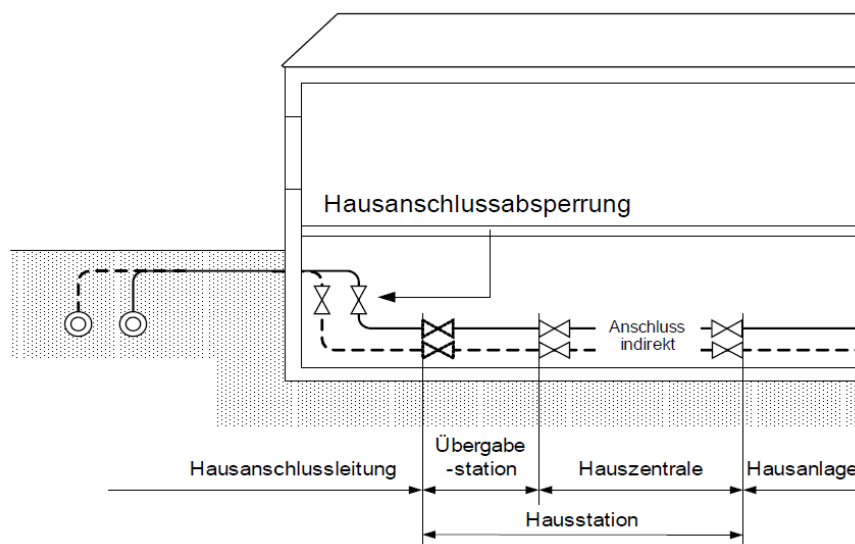 Hausanschlussabsperrung
Anschluss
indirekt
Übergabe
-station
Hausanschlussleitung
Hauszentrale
Hausanlage
Hausstation